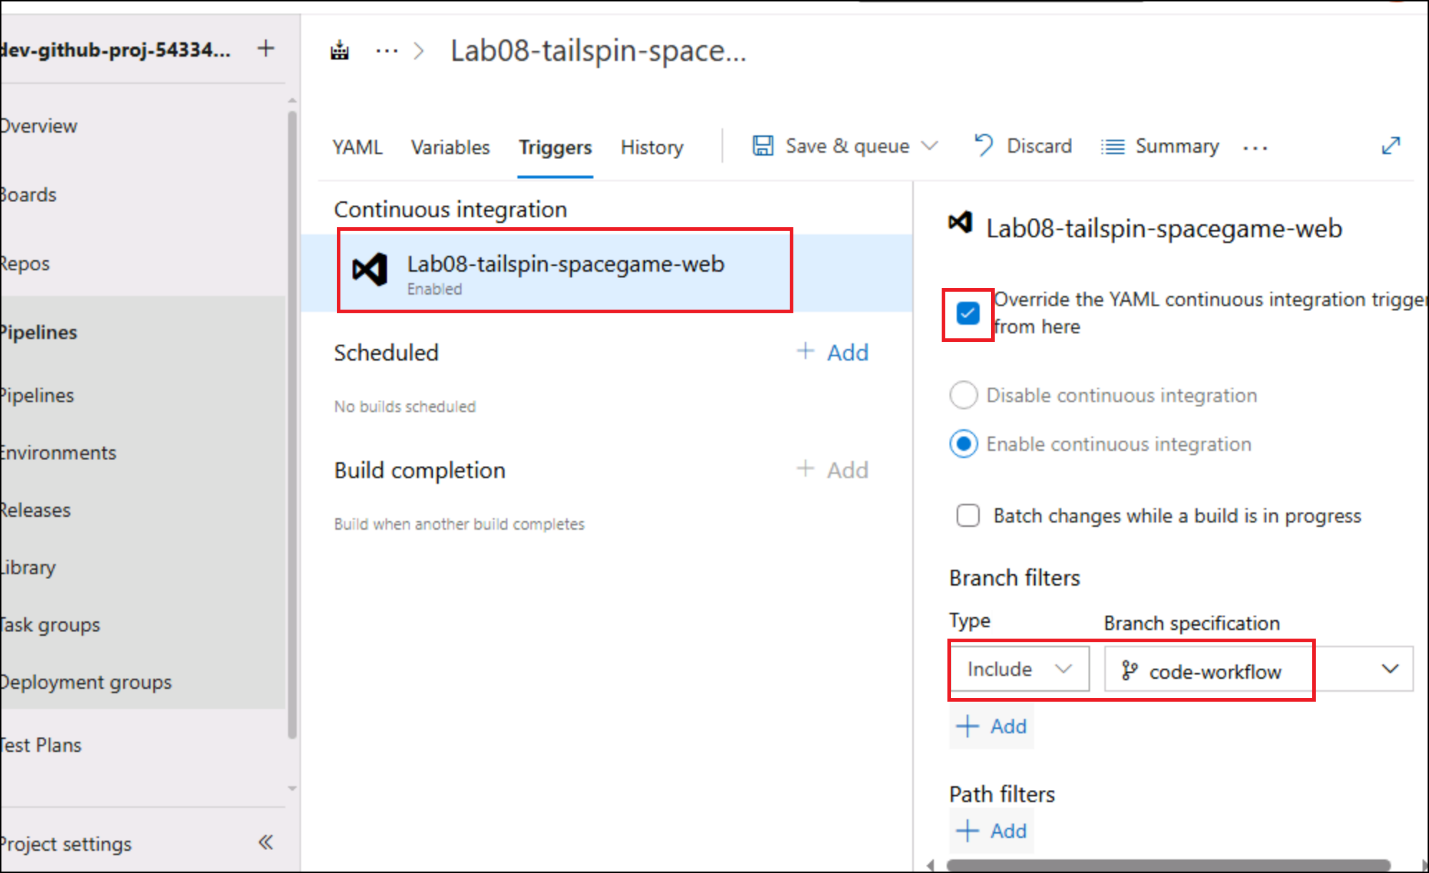 dev-github-proj-54334...
Overview
Boards
Repos
Pipelines
Pipelines
Environments
Releases
Library
Task groups
Deployment groups
Test Plans
Project settings
Lab08-tailspin-space...
YAML Variables Triggers History Save & queue Discard Summary
Continuous integration
Lab08-tailspin-spacegame-web
Enabled
Scheduled + Add
No builds scheduled
Build completion + Add
Build when another build completes
Lab08-tailspin-spacegame-web
Override the YAML continuous integration trigger
from here
Disable continuous integration
Enable continuous integration
Batch changes while a build is in progress
Branch filters
Type Branch specification
Include code-workflow
+ Add
Path filters
+ Add